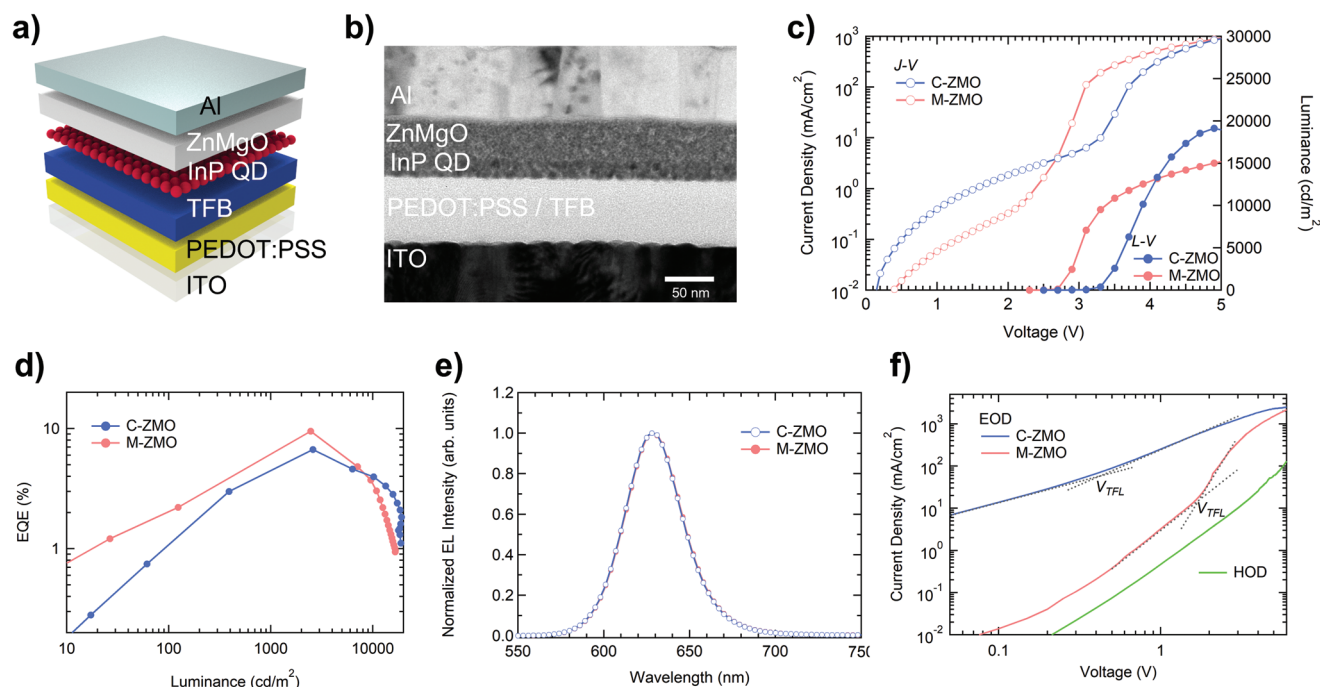 a)
Al
ZnMgO
InP QD
TFB
PEDOT:PSS
ITO
b)
Al
ZnMgO
InP QD
PEDOT:PSS / TFB
ITO
50 nm
c)
Current Density (mA/cm²)
10³
10²
10¹
10⁰
10⁻¹
10⁻²
J-V
C-ZMO
M-ZMO
L-V
C-ZMO
M-ZMO
30000
25000
20000
15000
10000
5000
0
Luminance (cd/m²)
0 1 2 3 4 5
Voltage (V)
d)
EQE (%)
10
1
C-ZMO
M-ZMO
10 100 1000 10000
Luminance (cd/m²)
e)
Normalized EL Intensity (arb. units)
1.2
1.0
0.8
0.6
0.4
0.2
0.0
C-ZMO
M-ZMO
550 600 650 700 750
Wavelength (nm)
f)
Current Density (mA/cm²)
10³
10²
10¹
10⁰
10⁻¹
10⁻²
EOD
C-ZMO
M-ZMO
V_TFL
V_TFL
HOD
0.1 1
Voltage (V)